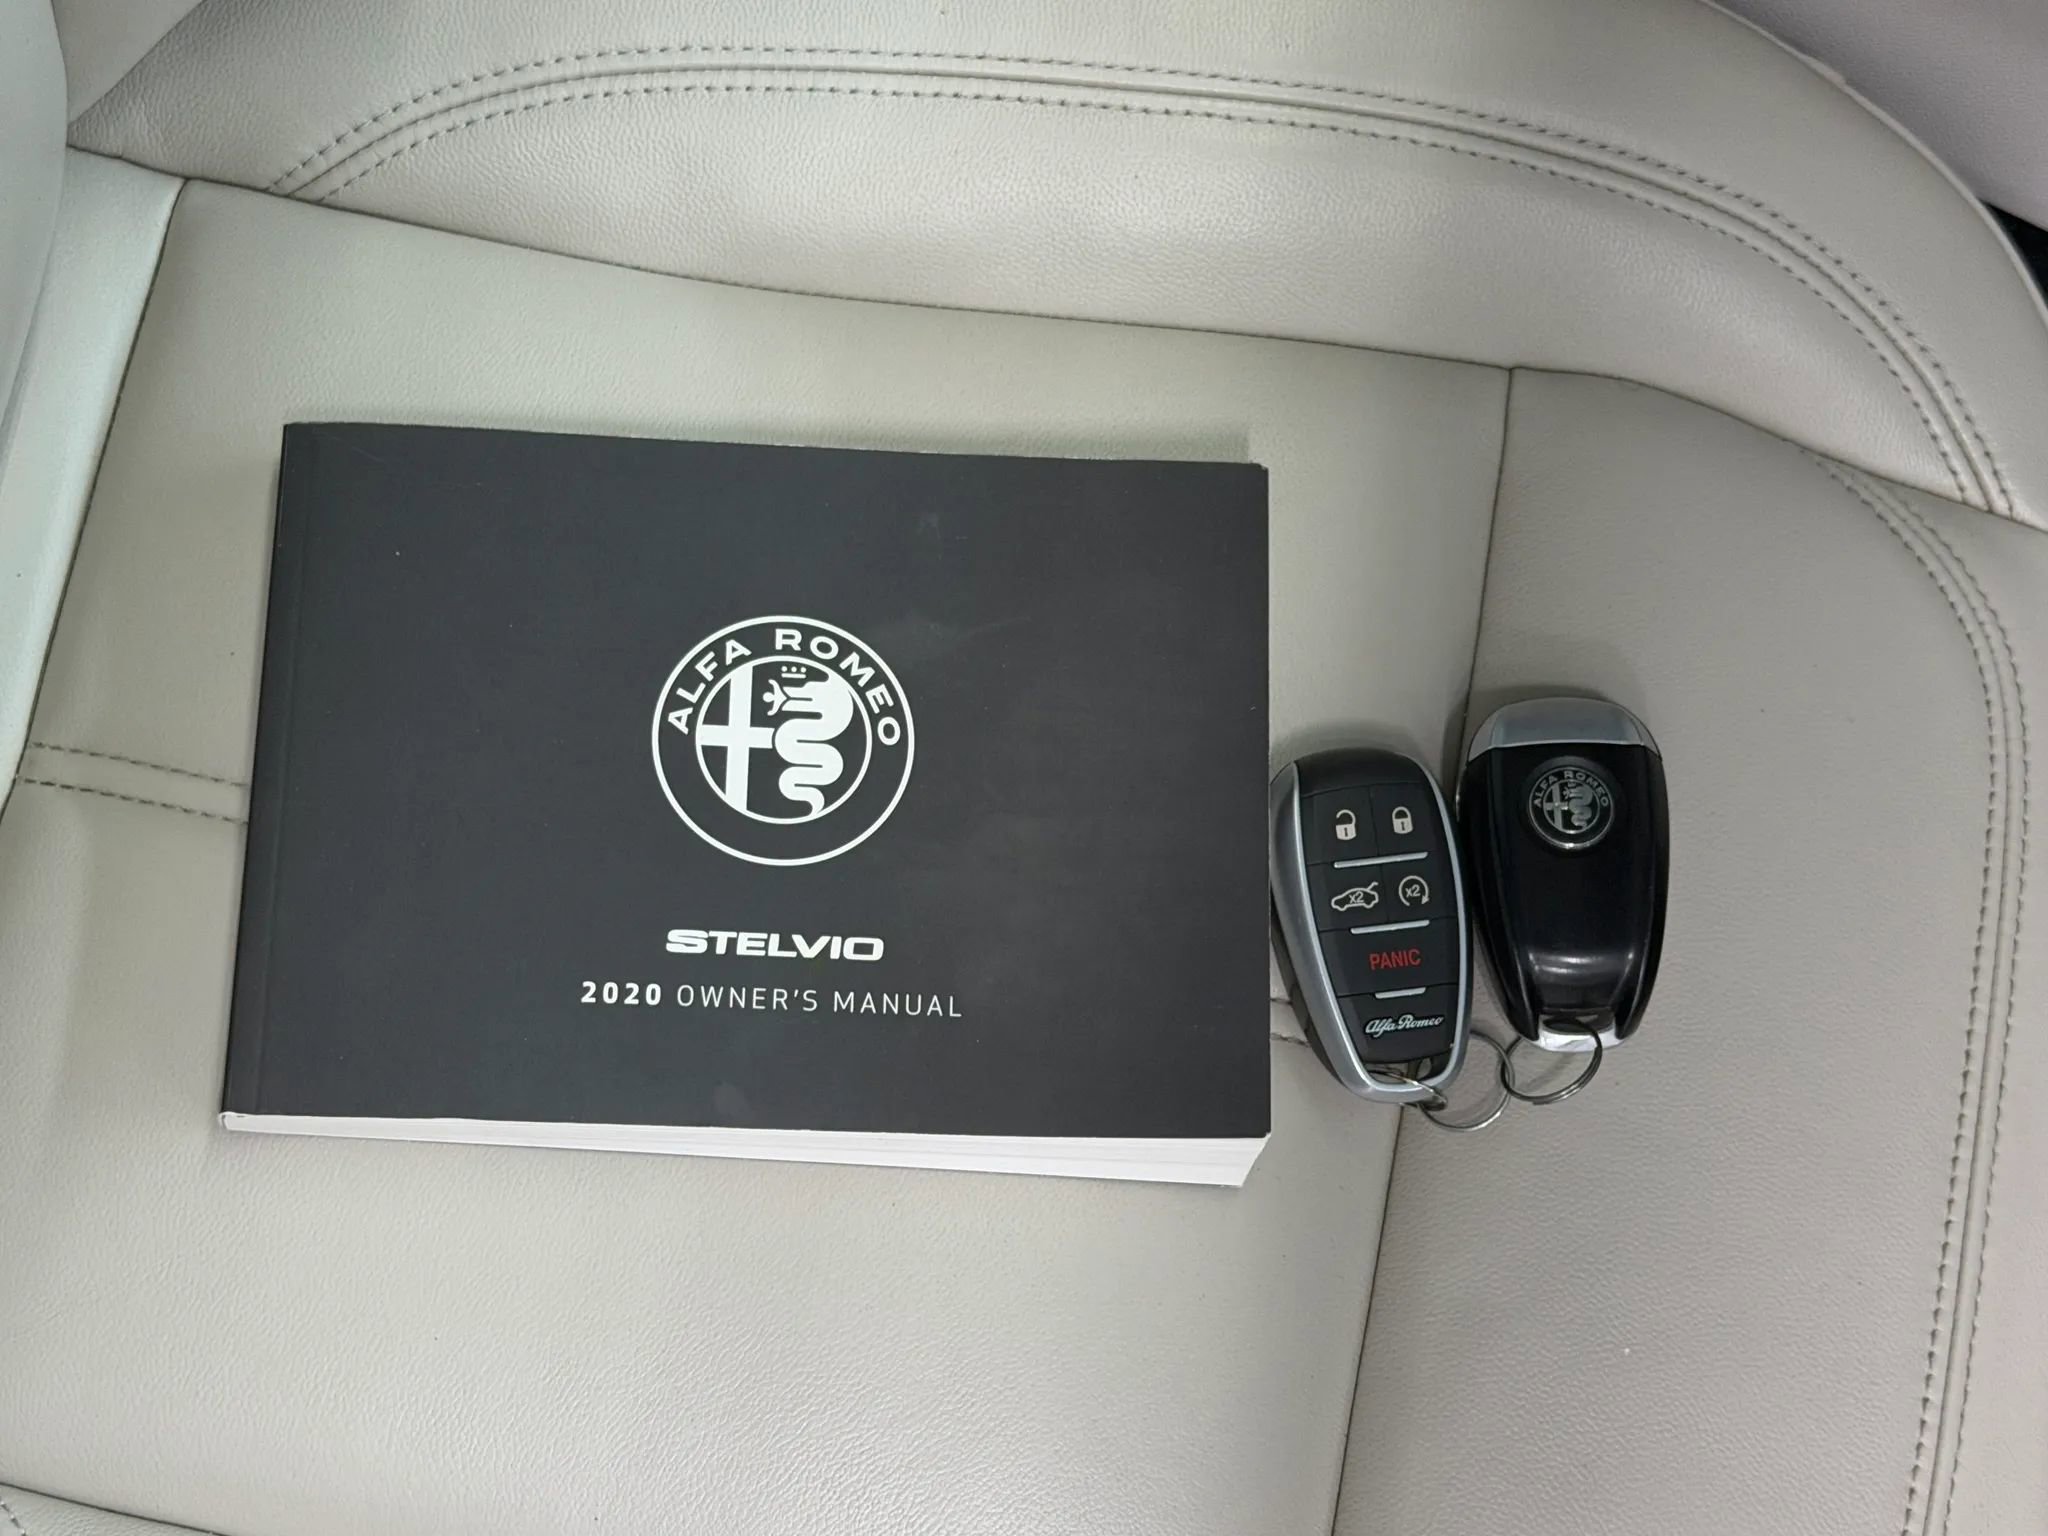 ALFA ROMEO
STELVIO
2020 OWNER'S MANUAL
x2 x2
PANIC
Alfa Romeo
ALFA ROMEO